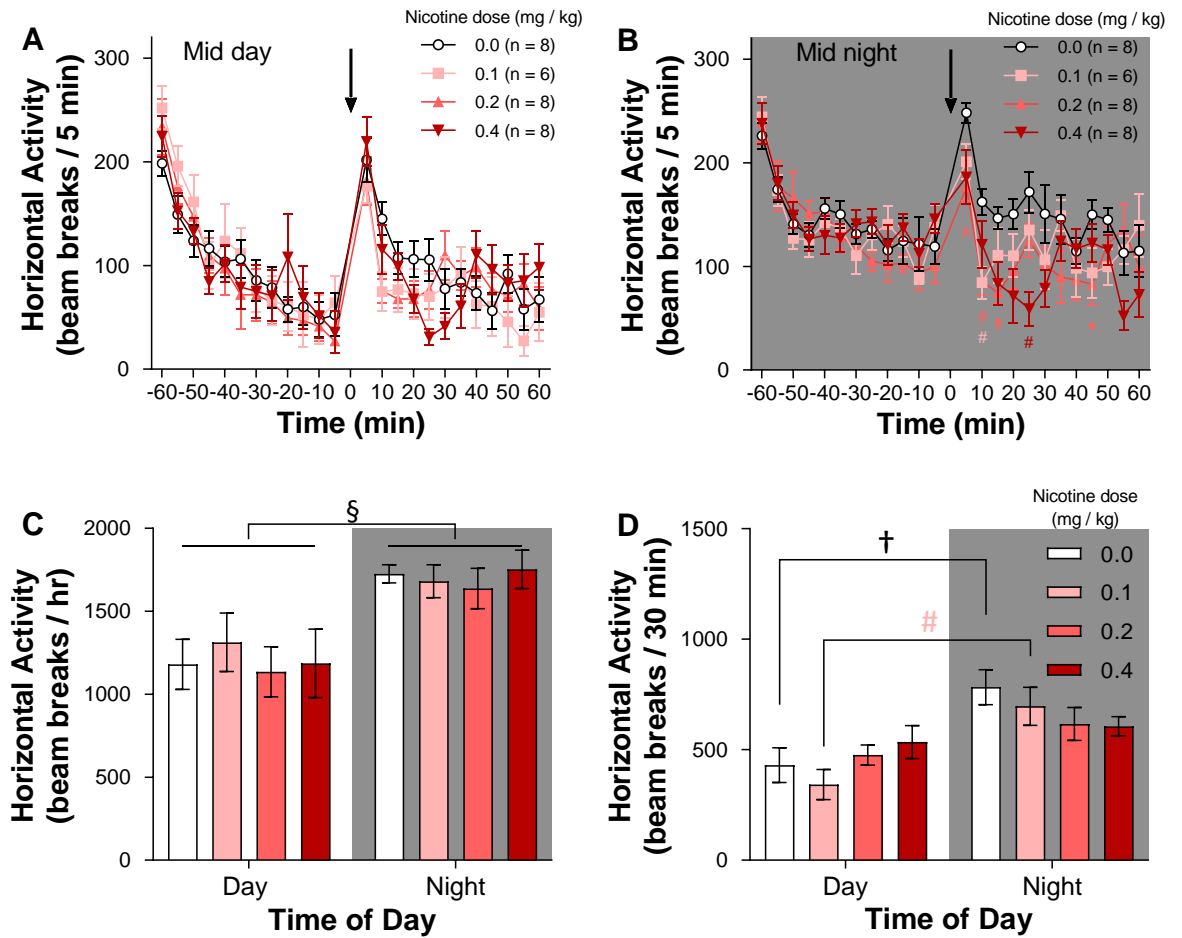 A
Mid day
Nicotine dose (mg / kg)
0.0 (n = 8)
0.1 (n = 6)
0.2 (n = 8)
0.4 (n = 8)
Horizontal Activity
(beam breaks / 5 min)
300
200
100
0
-60 -50 -40 -30 -20 -10 0 10 20 30 40 50 60
Time (min)
B
Mid night
Nicotine dose (mg / kg)
0.0 (n = 8)
0.1 (n = 6)
0.2 (n = 8)
0.4 (n = 8)
Horizontal Activity
(beam breaks / 5 min)
300
200
100
0
* # # † # *
-60 -50 -40 -30 -20 -10 0 10 20 30 40 50 60
Time (min)
C
§
Horizontal Activity
(beam breaks / hr)
2000
1500
1000
500
0
Day Night
Time of Day
D
Nicotine dose
(mg / kg)
0.0
0.1
0.2
0.4
†
#
Horizontal Activity
(beam breaks / 30 min)
1500
1000
500
0
Day Night
Time of Day